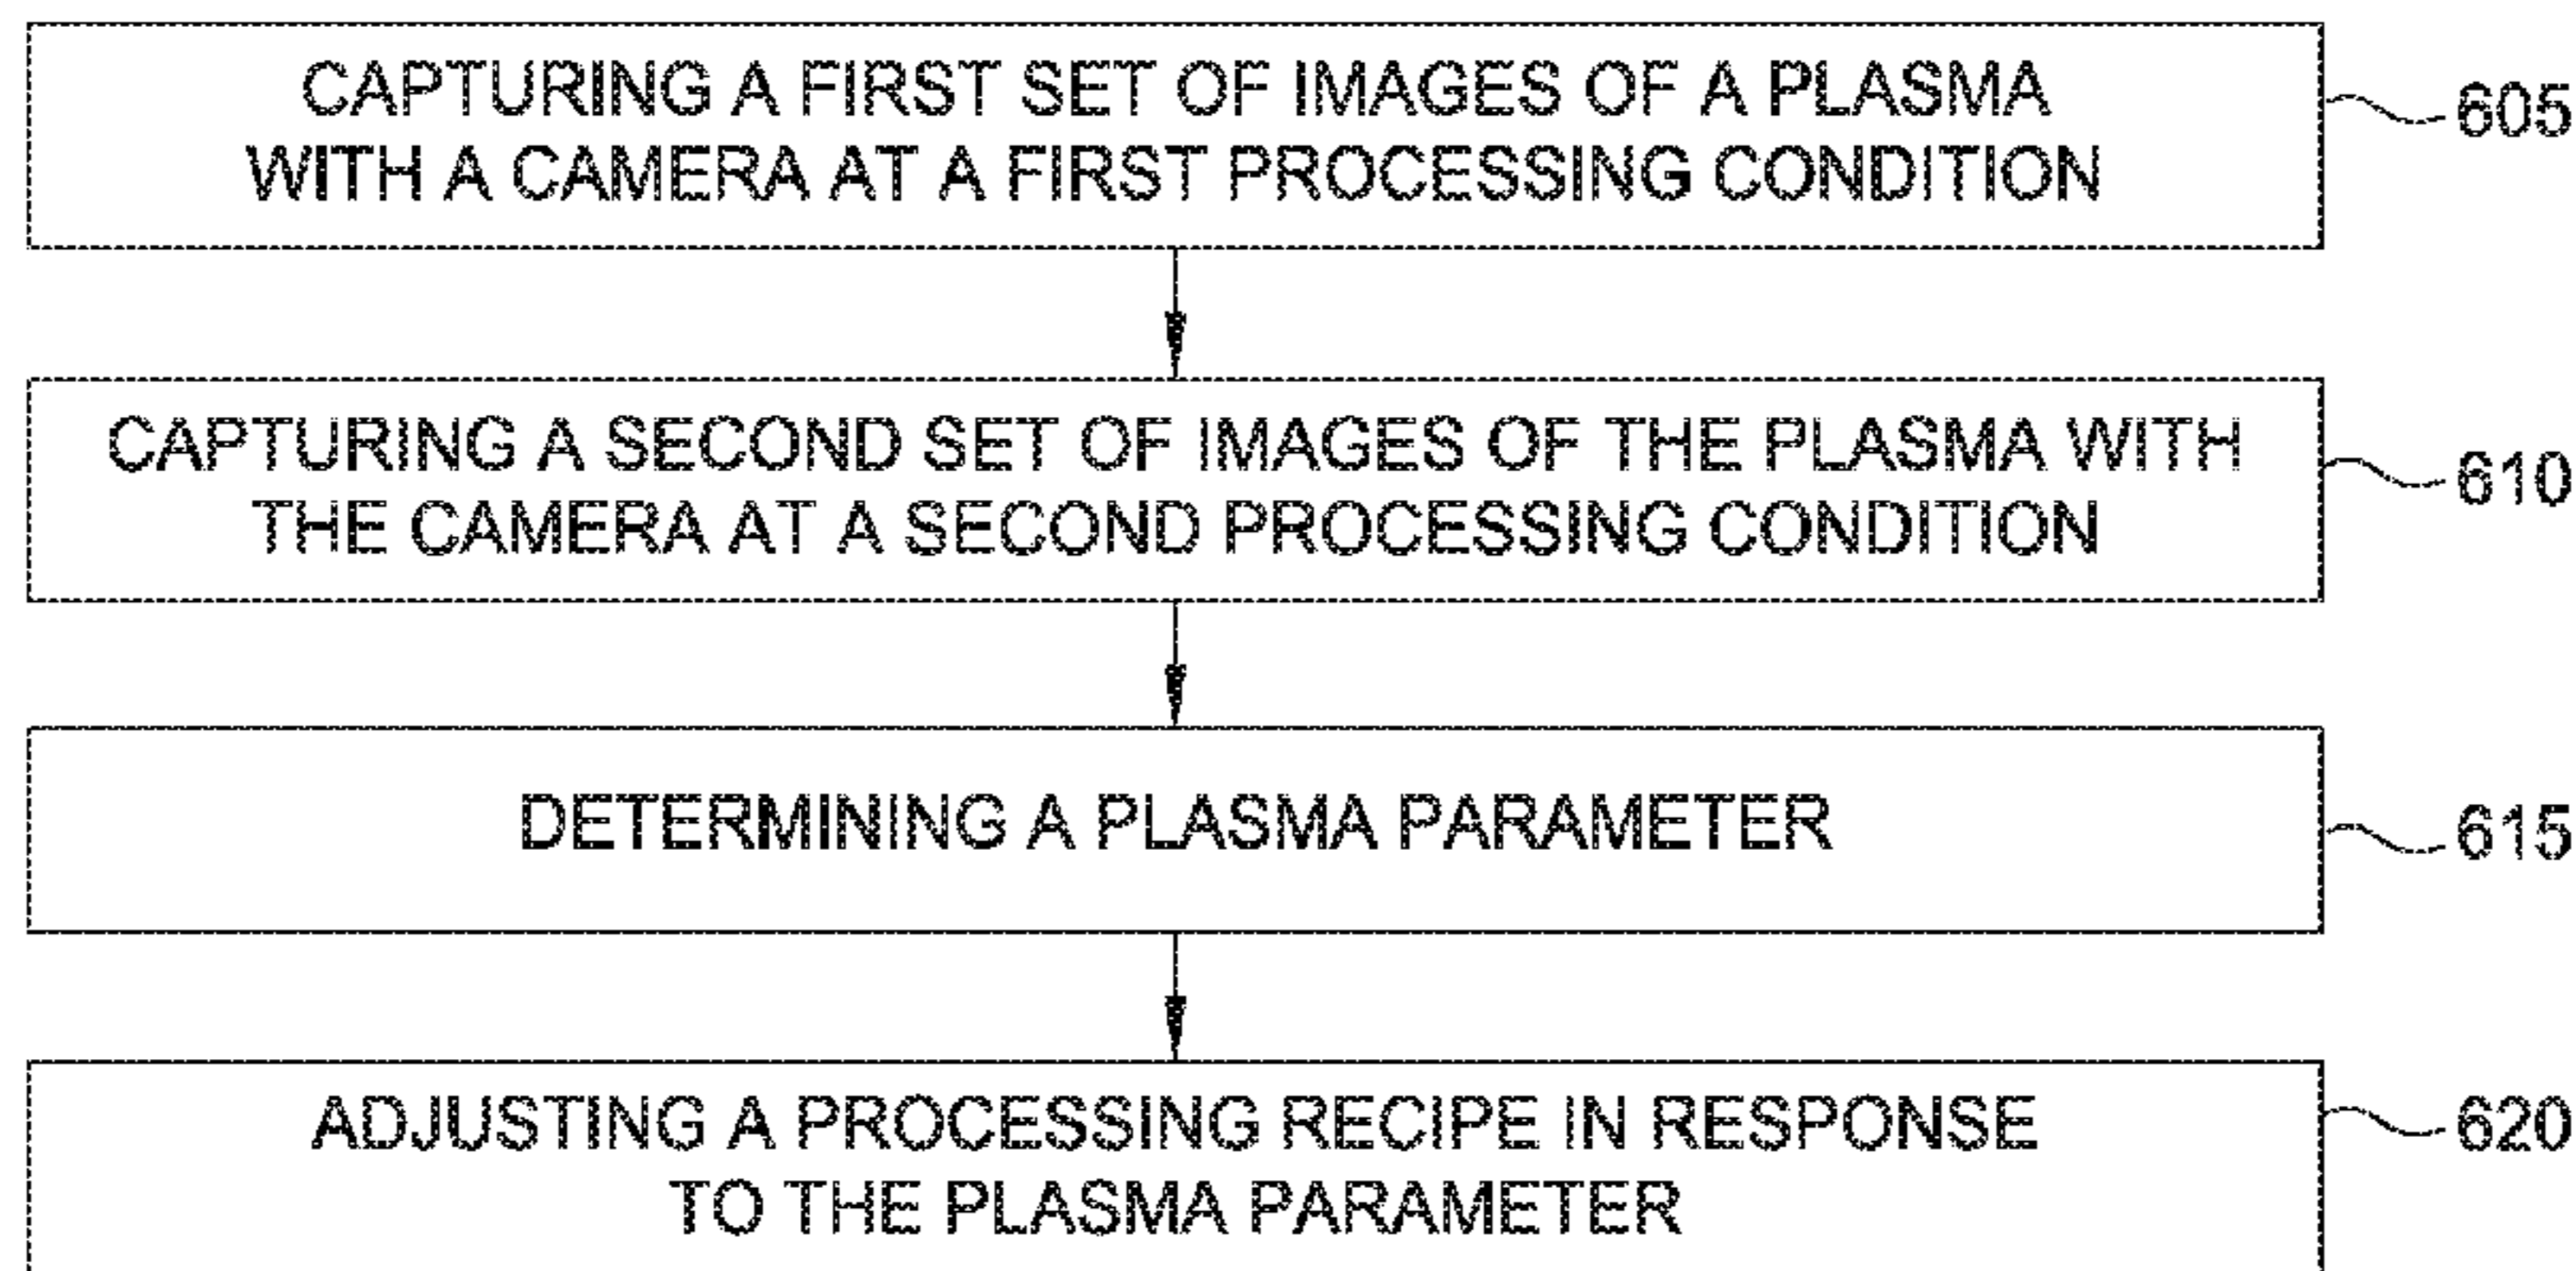 CAPTURING A FIRST SET OF IMAGES OF A PLASMA
WITH A CAMERA AT A FIRST PROCESSING CONDITION
605
CAPTURING A SECOND SET OF IMAGES OF THE PLASMA WITH
THE CAMERA AT A SECOND PROCESSING CONDITION
610
DETERMINING A PLASMA PARAMETER
615
ADJUSTING A PROCESSING RECIPE IN RESPONSE
TO THE PLASMA PARAMETER
620